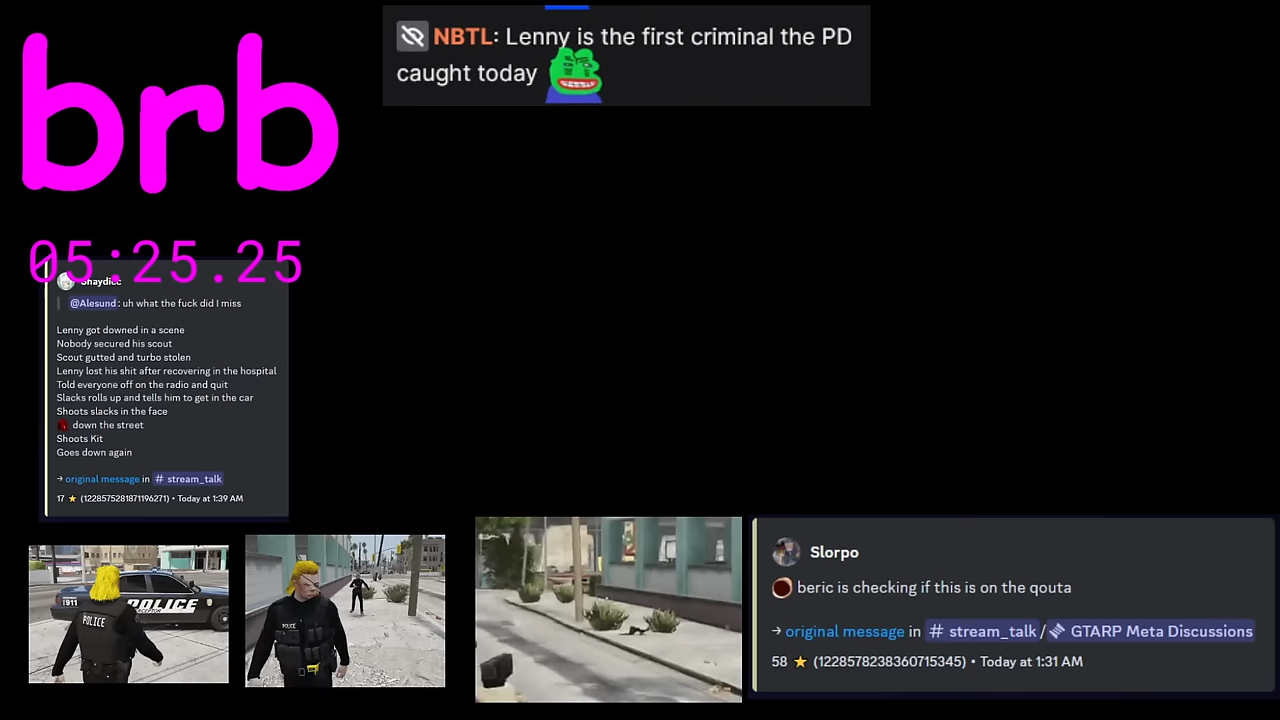 brb
05:25.25
NBTL: Lenny is the first criminal the PD
caught today
Shaydiee
@Alesund: uh what the fuck did I miss
Lenny got downed in a scene
Nobody secured his scout
Scout gutted and turbo stolen
Lenny lost his shit after recovering in the hospital
Told everyone off on the radio and quit
Slacks rolls up and tells him to get in the car
Shoots slacks in the face
down the street
Shoots Kit
Goes down again
→ original message in # stream_talk
17 ⭐ (1228575281871196271) • Today at 1:39 AM
911
POLICE
POLICE
POLICE
Slorpo
beric is checking if this is on the qouta
→ original message in # stream_talk / GTARP Meta Discussions
58 ⭐ (1228578238360715345) • Today at 1:31 AM